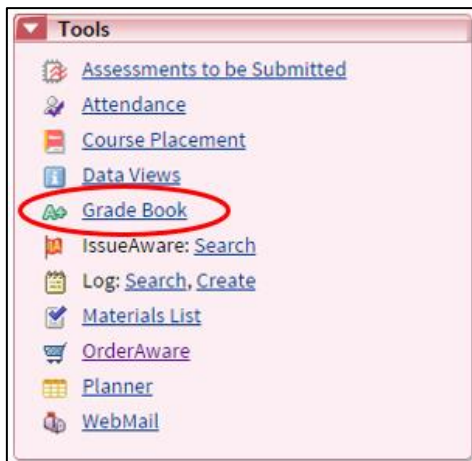 Tools
Assessments to be Submitted
Attendance
Course Placement
Data Views
Grade Book
IssueAware: Search
Log: Search, Create
Materials List
OrderAware
Planner
WebMail